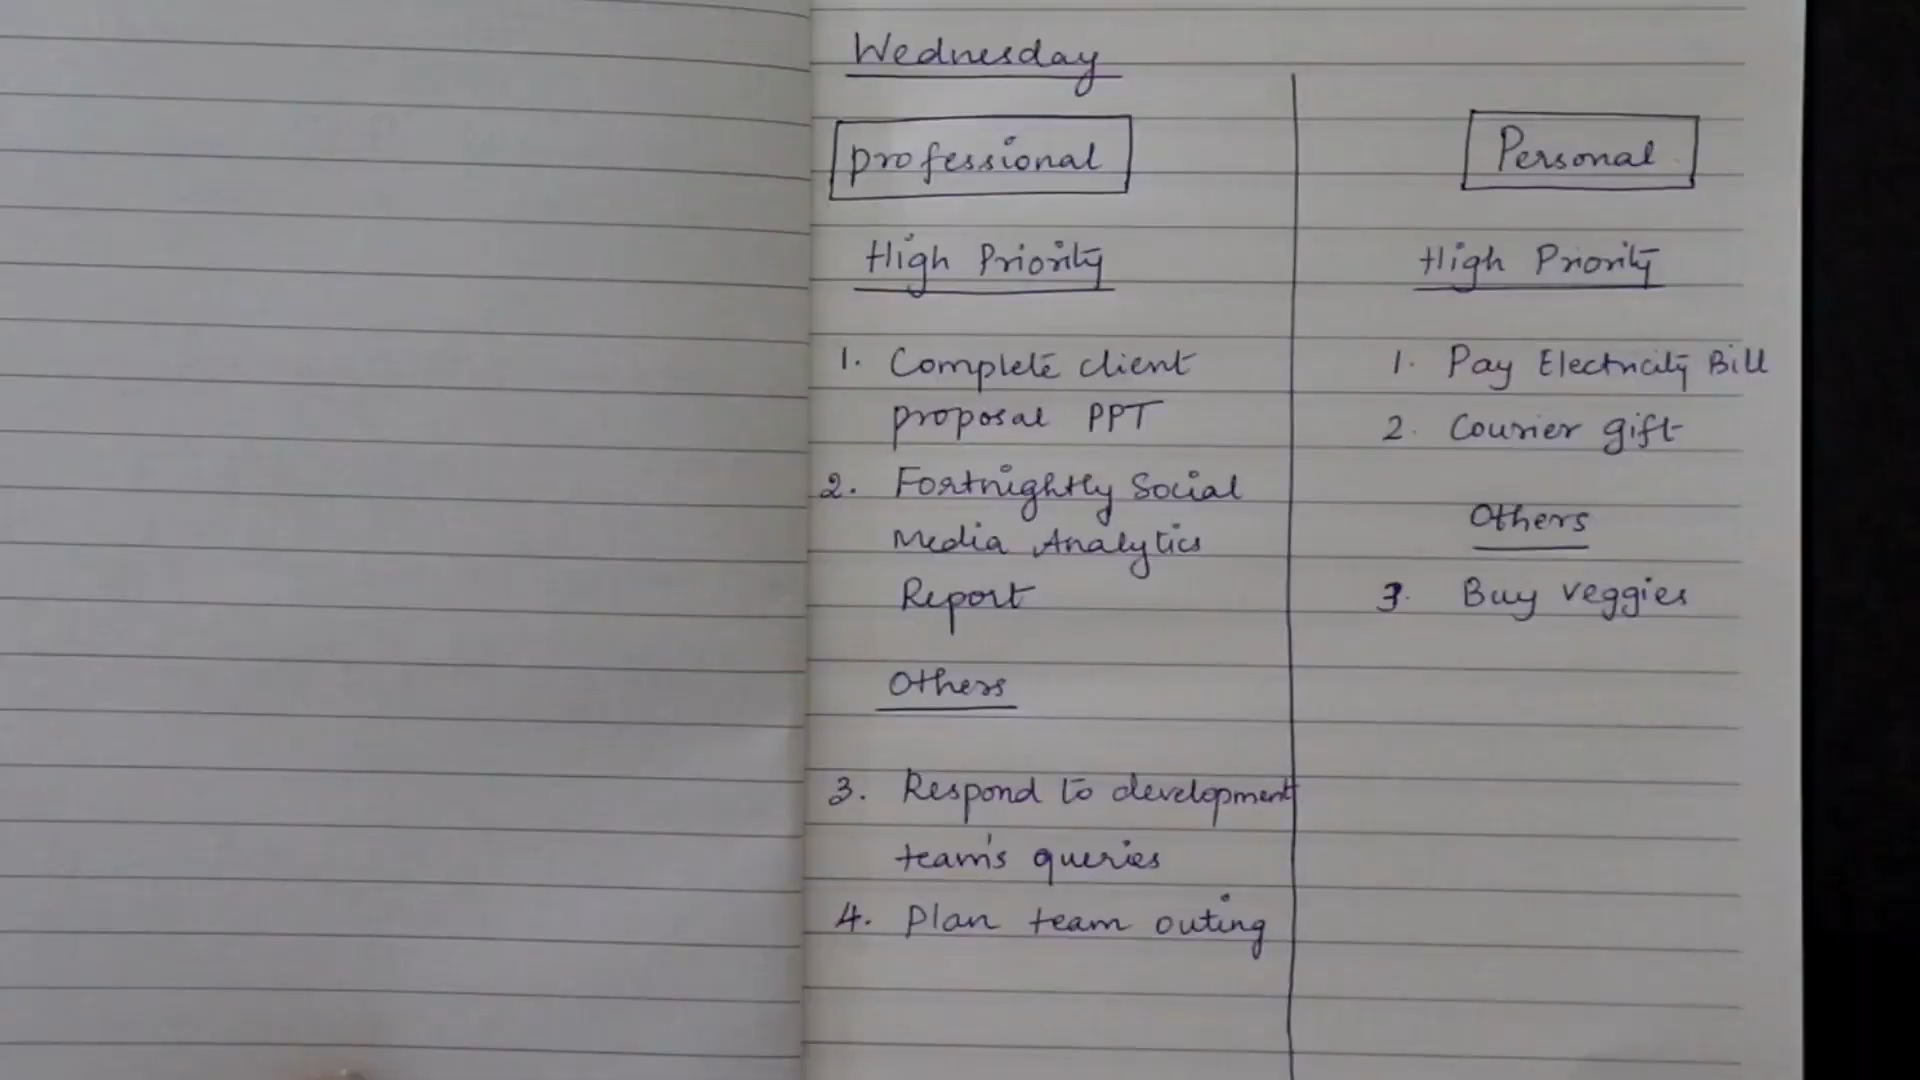 Wednesday
professional
High Priority
1. Complete client
proposal PPT
2. Fortnightly Social
Media Analytics
Report
Others
3. Respond to development
team's queries
4. Plan team outing
Personal
High Priority
1. Pay Electricity Bill
2. Courier gift
Others
3. Buy veggies